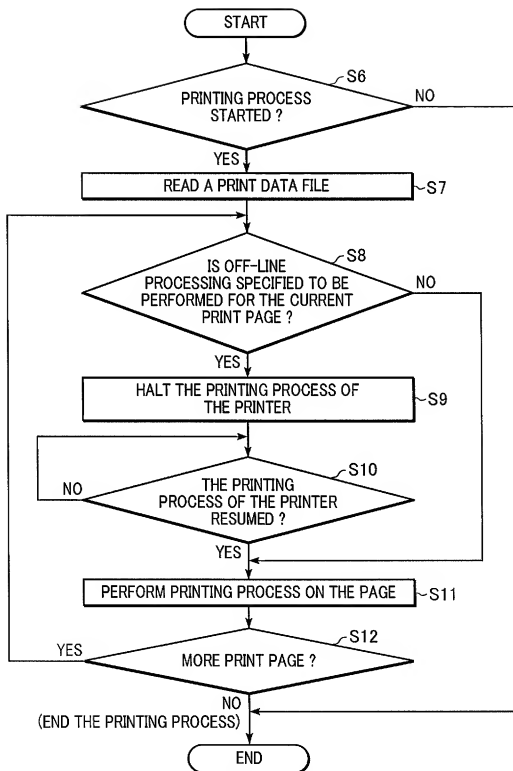 START
S6
PRINTING PROCESS
STARTED ?
NO
YES
READ A PRINT DATA FILE
S7
S8
IS OFF-LINE
PROCESSING SPECIFIED TO BE
PERFORMED FOR THE CURRENT
PRINT PAGE ?
NO
YES
HALT THE PRINTING PROCESS OF
THE PRINTER
S9
S10
THE PRINTING
PROCESS OF THE PRINTER
RESUMED ?
NO
YES
PERFORM PRINTING PROCESS ON THE PAGE
S11
S12
YES
MORE PRINT PAGE ?
NO
(END THE PRINTING PROCESS)
END